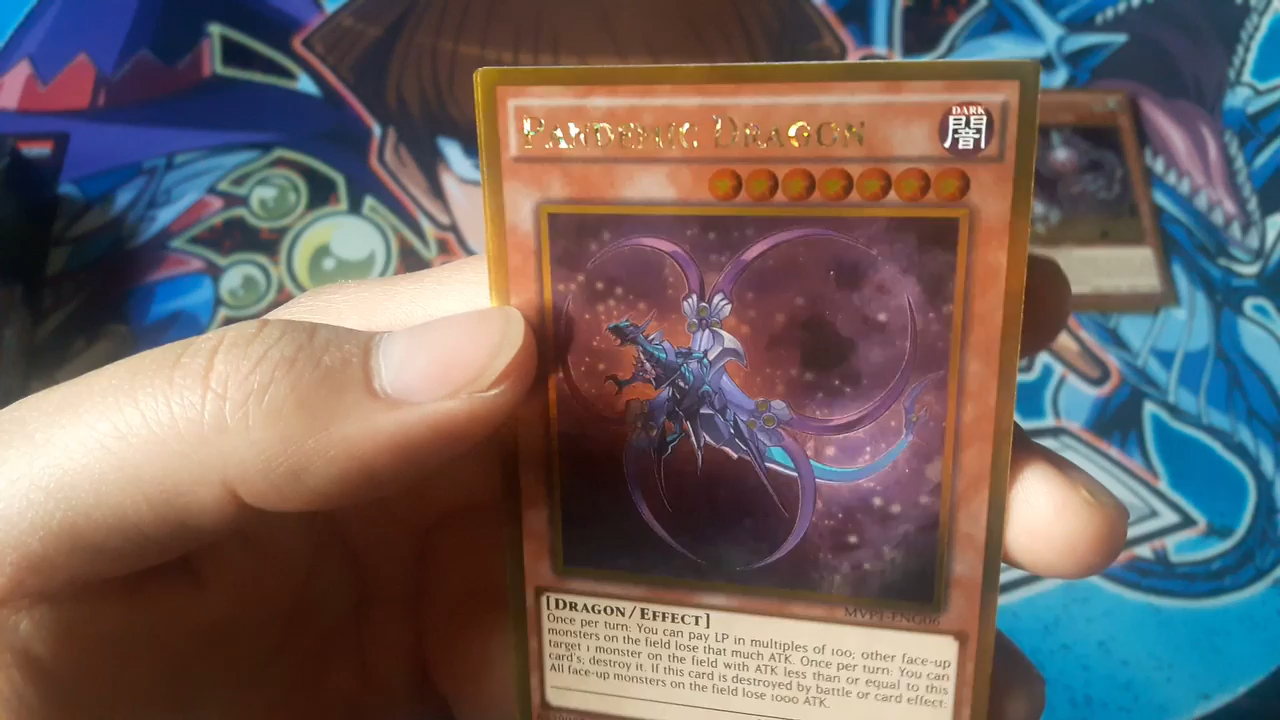 PANDEMIC DRAGON
DARK
闇
MVP1-ENG06
[DRAGON/EFFECT]
Once per turn: You can pay LP in multiples of 100; other face-up
monsters on the field lose that much ATK. Once per turn: You can
target 1 monster on the field with ATK less than or equal to this
card's; destroy it. If this card is destroyed by battle or card effect:
All face-up monsters on the field lose 1000 ATK.